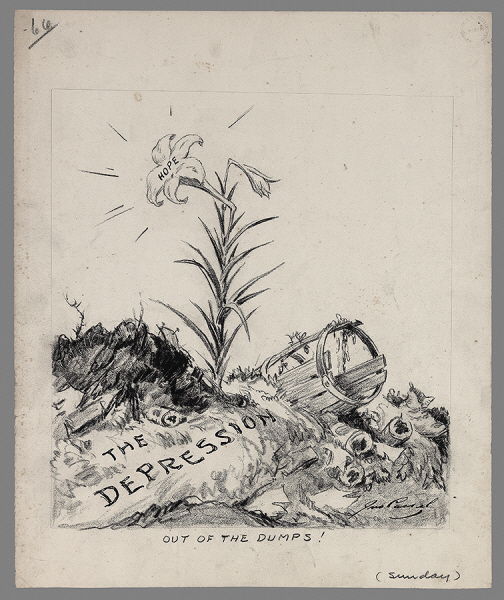 66
HOPE
THE
DEPRESSION
OUT OF THE DUMPS!
(Sunday)